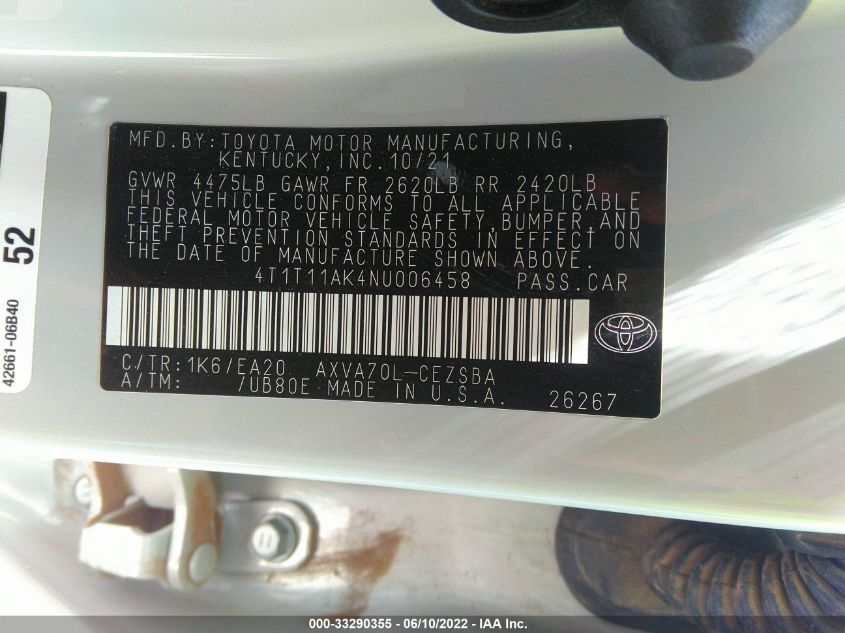 MFD.BY:TOYOTA MOTOR MANUFACTURING,
KENTUCKY,INC.10/21
GVWR 4475LB GAWR FR 2620LB RR 2420LB
THIS VEHICLE CONFORMS TO ALL APPLICABLE
FEDERAL MOTOR VEHICLE SAFETY,BUMPER,AND
THEFT PREVENTION STANDARDS IN EFFECT ON
THE DATE OF MANUFACTURE SHOWN ABOVE.
4T1T11AK4NU006458 PASS.CAR
C/TR:1K6/EA20. AXVA70L-CEZSBA
A/TM: /UB80E MADE IN U.S.A. 26267
52
42661-06B40
000-33290355 - 06/10/2022 - IAA Inc.